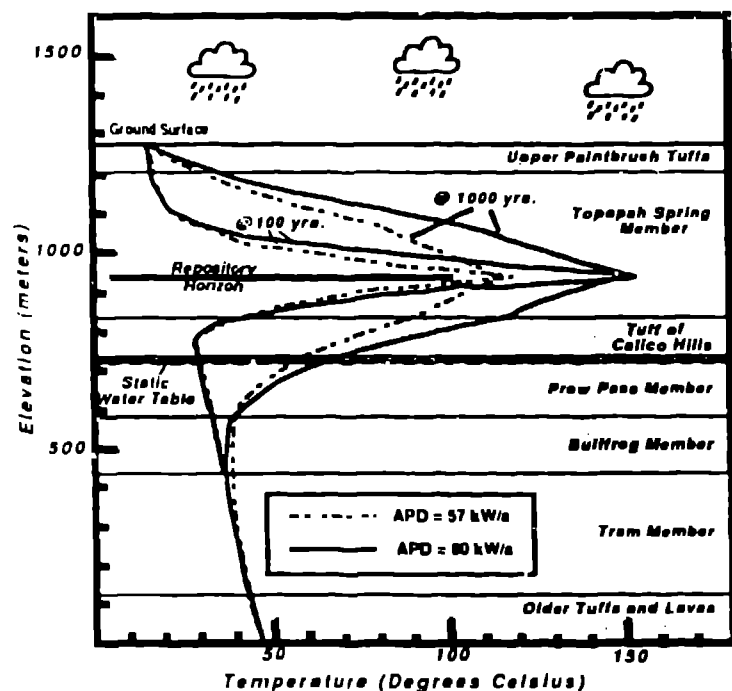 1500
Ground Surface
Upper Paintbrush Tuffs
@ 1000 yrs.
Topopah Spring
Member
@ 100 yrs.
1000
Repository
Horizon
Tuff of
Calico Hills
Static
Water Table
Prow Pass Member
Bullfrog Member
500
APD = 57 kW/a
APD = 80 kW/a
Tram Member
Older Tuffs and Lavas
50
100
150
Elevation (meters)
Temperature (Degrees Celsius)